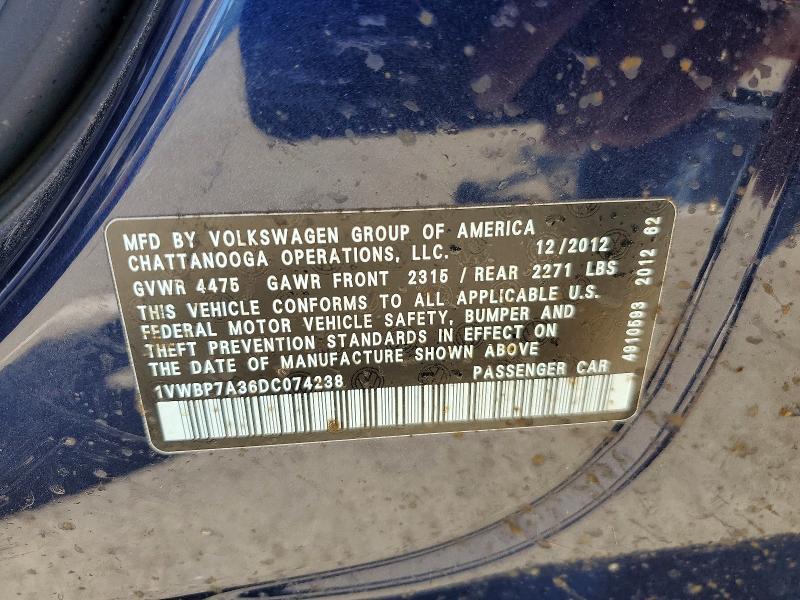 MFD BY VOLKSWAGEN GROUP OF AMERICA
CHATTANOOGA OPERATIONS, LLC. 12/2012
GVWR 4475 GAWR FRONT 2315 / REAR 2271 LBS
THIS VEHICLE CONFORMS TO ALL APPLICABLE U.S.
FEDERAL MOTOR VEHICLE SAFETY, BUMPER AND
THEFT PREVENTION STANDARDS IN EFFECT ON
THE DATE OF MANUFACTURE SHOWN ABOVE
1VWBP7A36DC074238 PASSENGER CAR
4910593 2012 62